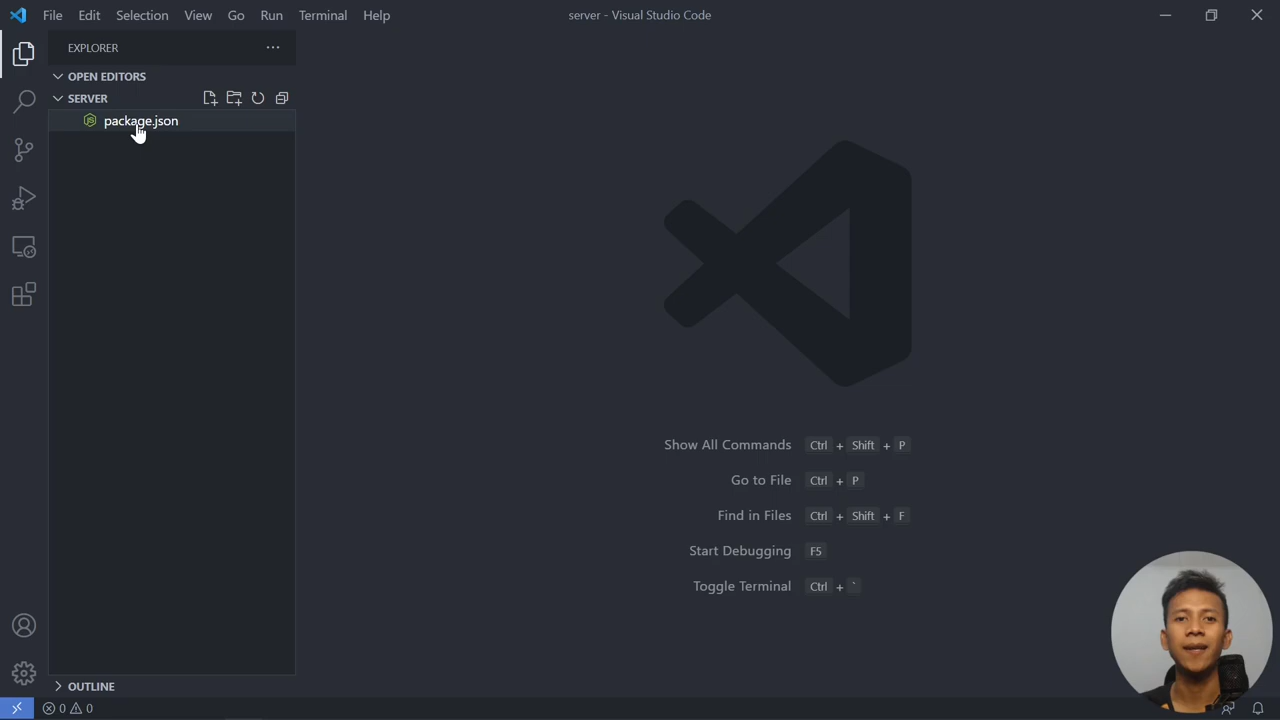 File Edit Selection View Go Run Terminal Help
server - Visual Studio Code
EXPLORER
OPEN EDITORS
SERVER
package.json
Show All Commands Ctrl + Shift + P
Go to File Ctrl + P
Find in Files Ctrl + Shift + F
Start Debugging F5
Toggle Terminal Ctrl + `
OUTLINE
0 0